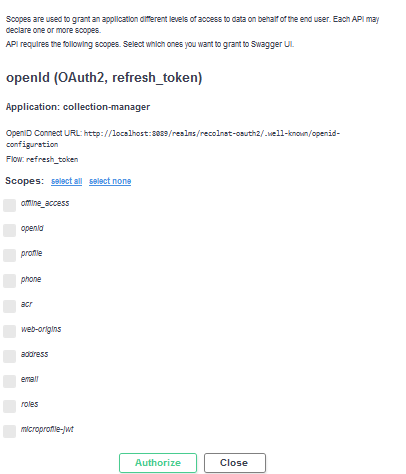 Scopes are used to grant an application different levels of access to data on behalf of the end user. Each API may
declare one or more scopes.
API requires the following scopes. Select which ones you want to grant to Swagger UI.
openId (OAuth2, refresh_token)
Application: collection-manager
OpenID Connect URL: http://localhost:8089/realms/recolnat-oauth2/.well-known/openid-
configuration
Flow: refresh_token
Scopes: select all select none
offline_access
openid
profile
phone
acr
web-origins
address
email
roles
microprofile-jwt
Authorize Close